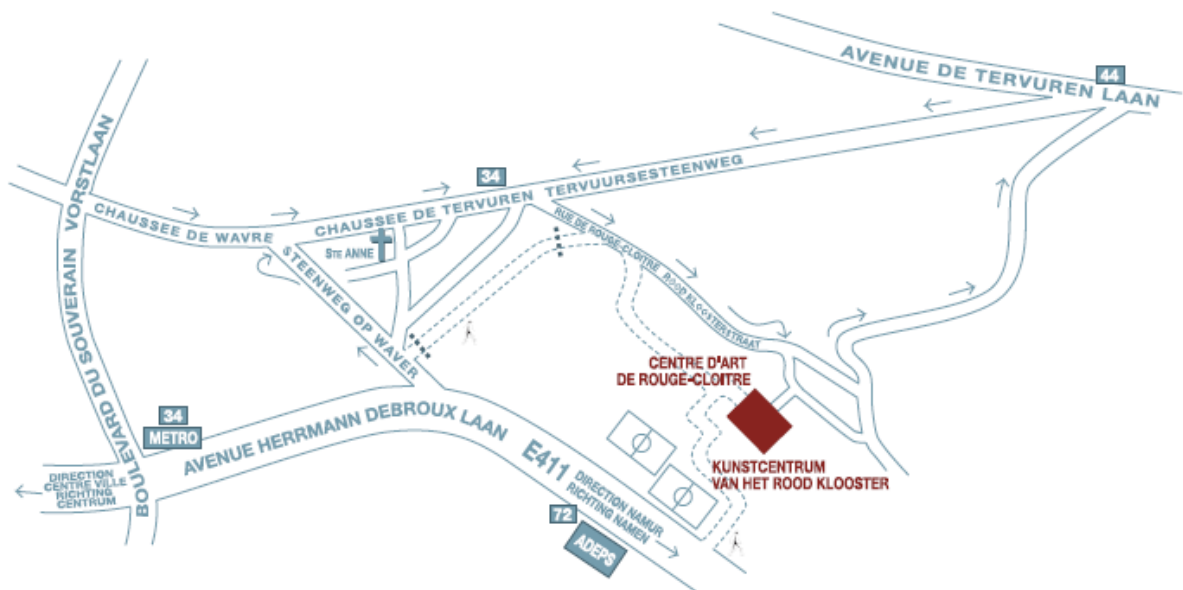 AVENUE DE TERVUREN LAAN
44
BOULEVARD DU SOUVERAIN VORSTLAAN
34
CHAUSSEE DE WAVRE
CHAUSSEE DE TERVUREN TERVUURSESTEENWEG
STE ANNE
STEENWEG OP WAVER
RUE DE ROUGE-CLOITRE ROOD KLOOSTERSTRAAT
CENTRE D'ART
DE ROUGE-CLOITRE
KUNSTCENTRUM
VAN HET ROOD KLOOSTER
34
METRO
AVENUE HERRMANN DEBROUX LAAN
E411
DIRECTION NAMUR
RICHTING NAMEN
DIRECTION
CENTRE VILLE
RICHTING
CENTRUM
72
ADEPS